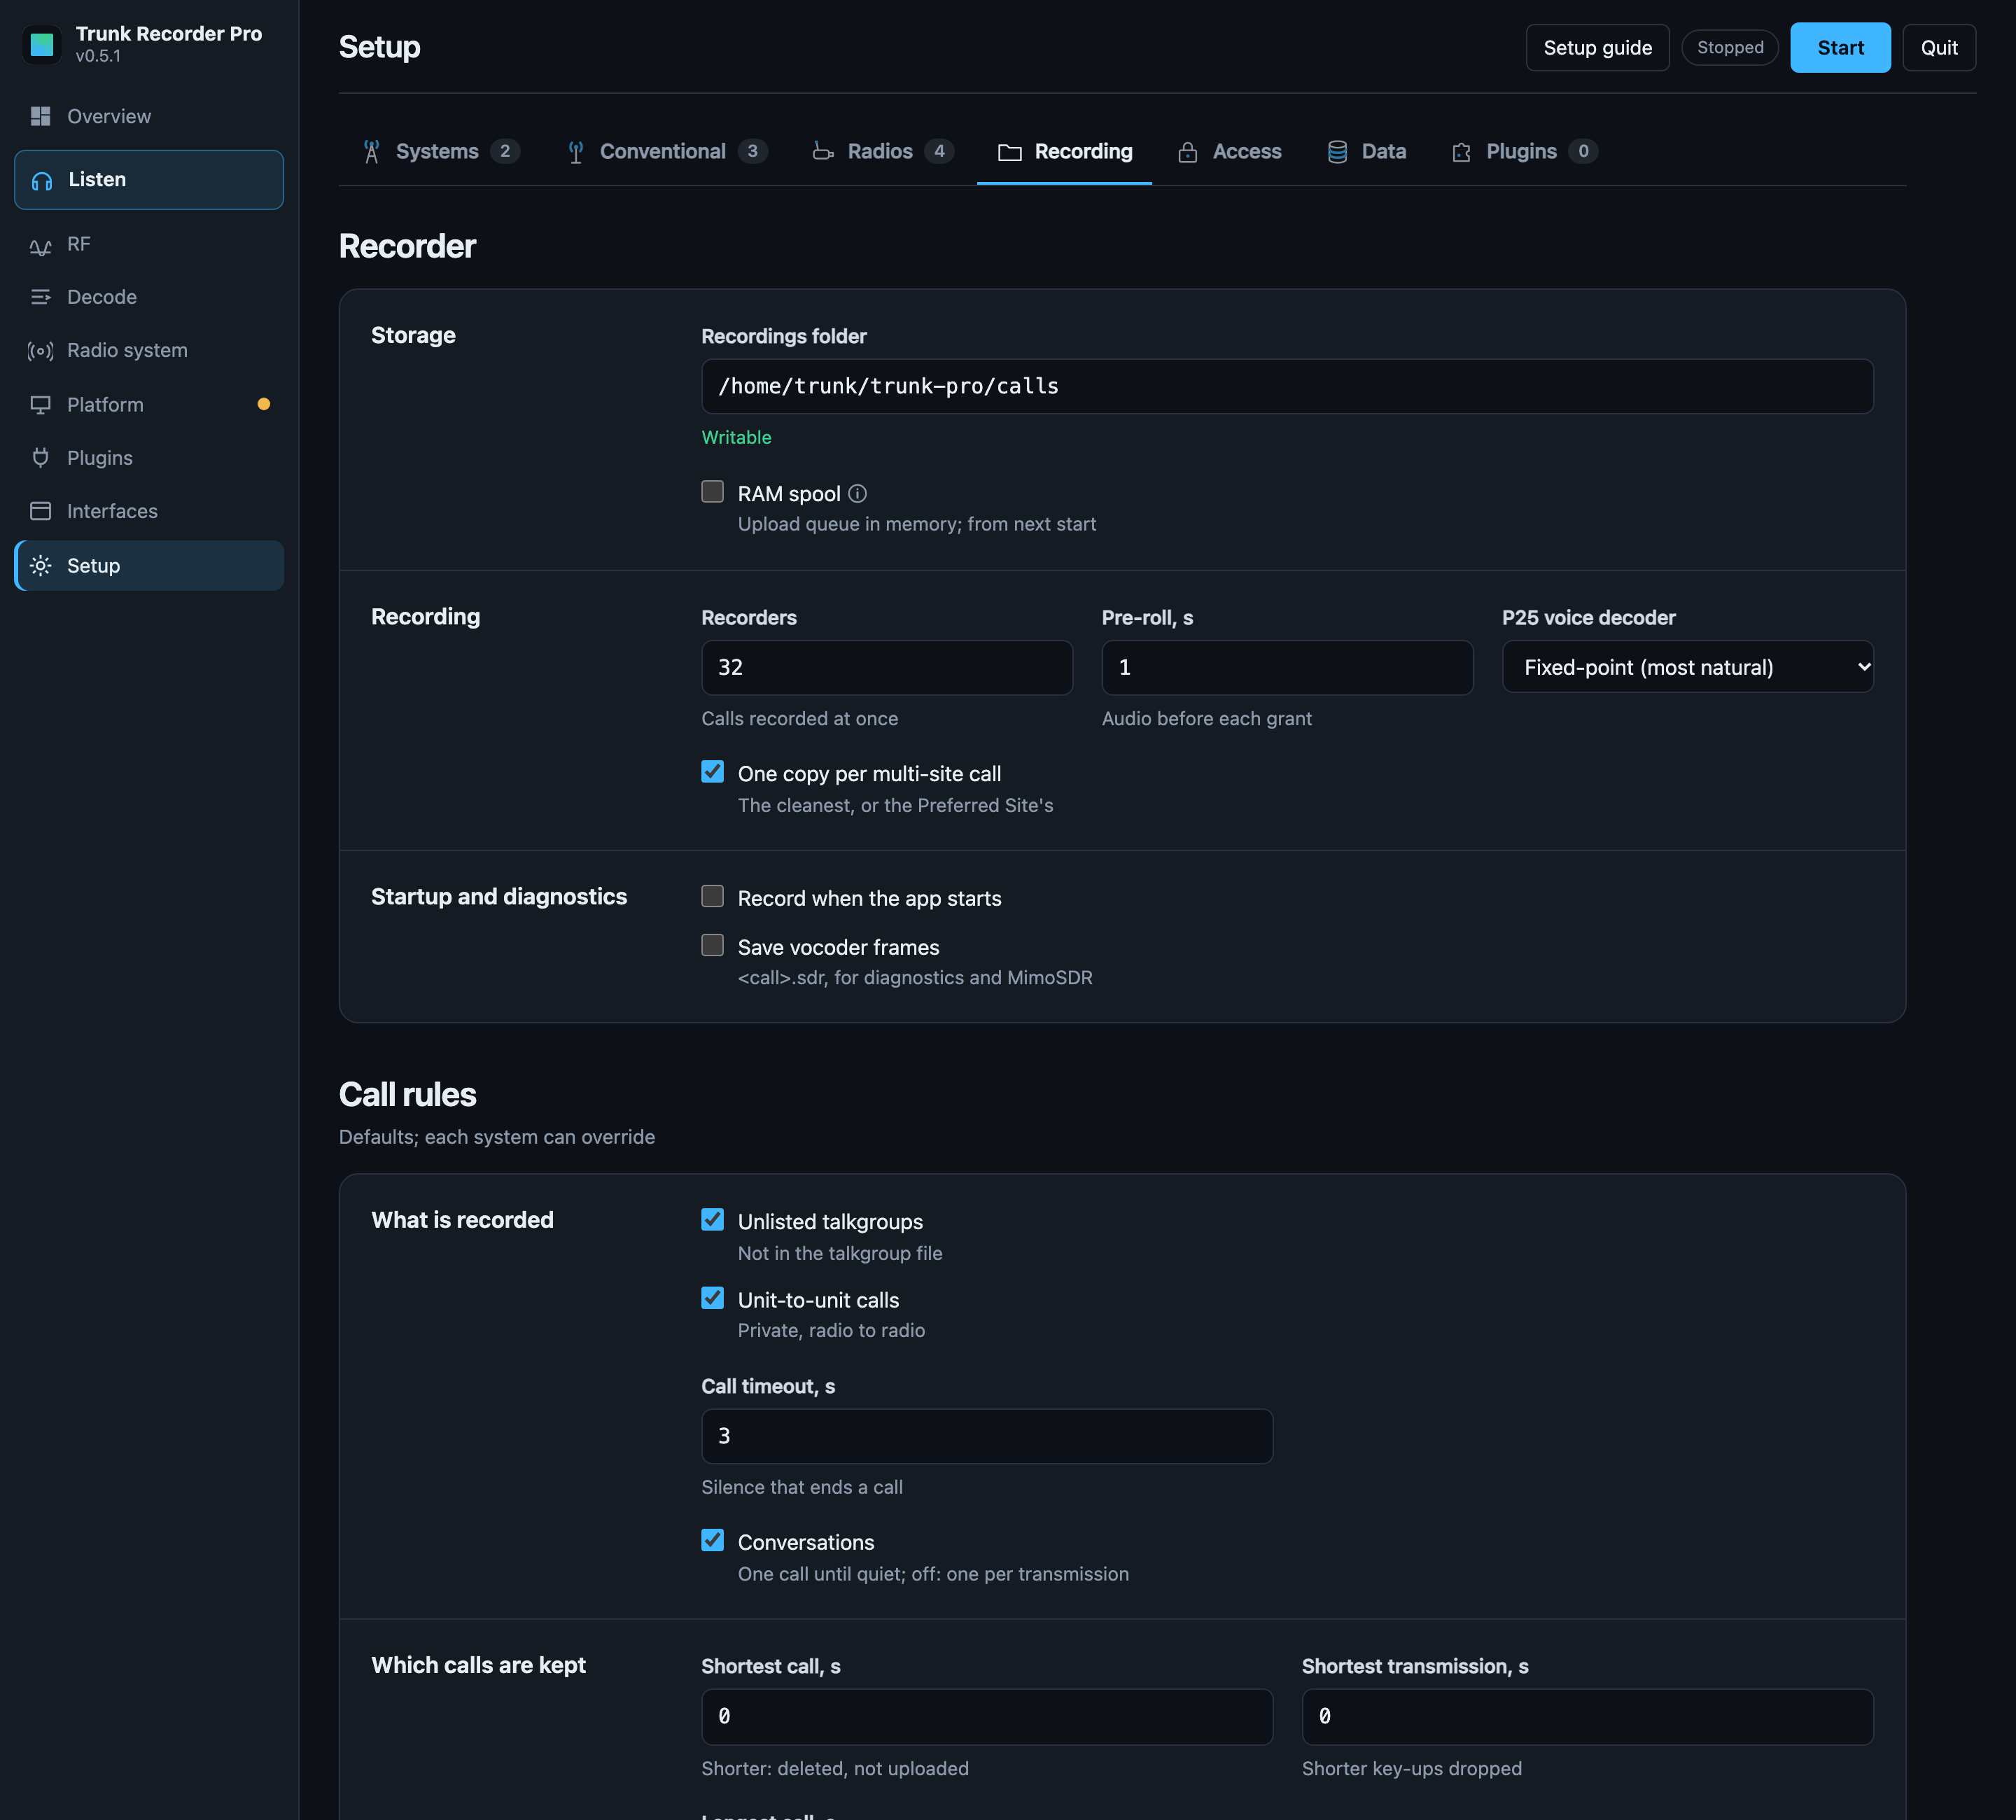 Trunk Recorder Pro
v0.5.1
Overview
Listen
RF
Decode
Radio system
Platform
Plugins
Interfaces
Setup
Setup
Setup guide
Stopped
Start
Quit
Systems 2
Conventional 3
Radios 4
Recording
Access
Data
Plugins 0
Recorder
Storage
Recordings folder
/home/trunk/trunk-pro/calls
Writable
RAM spool
Upload queue in memory; from next start
Recording
Recorders
32
Calls recorded at once
Pre-roll, s
1
Audio before each grant
P25 voice decoder
Fixed-point (most natural)
One copy per multi-site call
The cleanest, or the Preferred Site's
Startup and diagnostics
Record when the app starts
Save vocoder frames
<call>.sdr, for diagnostics and MimoSDR
Call rules
Defaults; each system can override
What is recorded
Unlisted talkgroups
Not in the talkgroup file
Unit-to-unit calls
Private, radio to radio
Call timeout, s
3
Silence that ends a call
Conversations
One call until quiet; off: one per transmission
Which calls are kept
Shortest call, s
0
Shorter: deleted, not uploaded
Shortest transmission, s
0
Shorter key-ups dropped